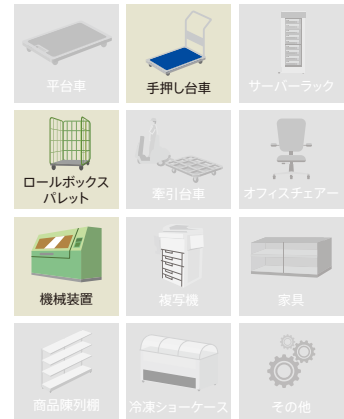 平台車
手押し台車
サーバーラック
ロールボックス
パレット
牽引台車
オフィスチェアー
機械装置
複写機
家具
商品陳列棚
冷凍ショーケース
その他